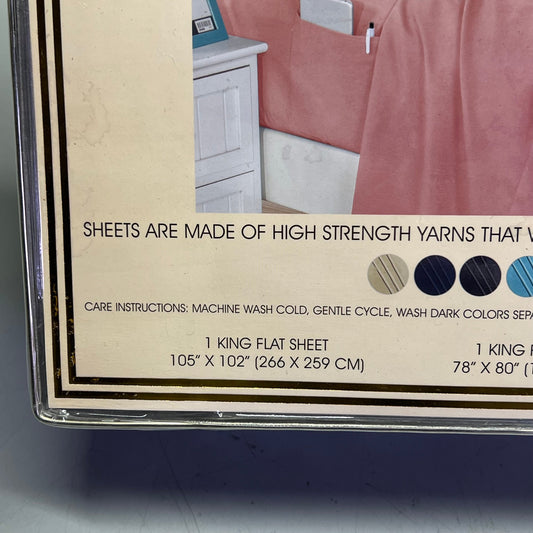 SHEETS ARE MADE OF HIGH STRENGTH YARNS THAT
CARE INSTRUCTIONS: MACHINE WASH COLD, GENTLE CYCLE, WASH DARK COLORS
1 KING FLAT SHEET
105” X 102” (266 X 259 CM)
1 KING
78” X 80”